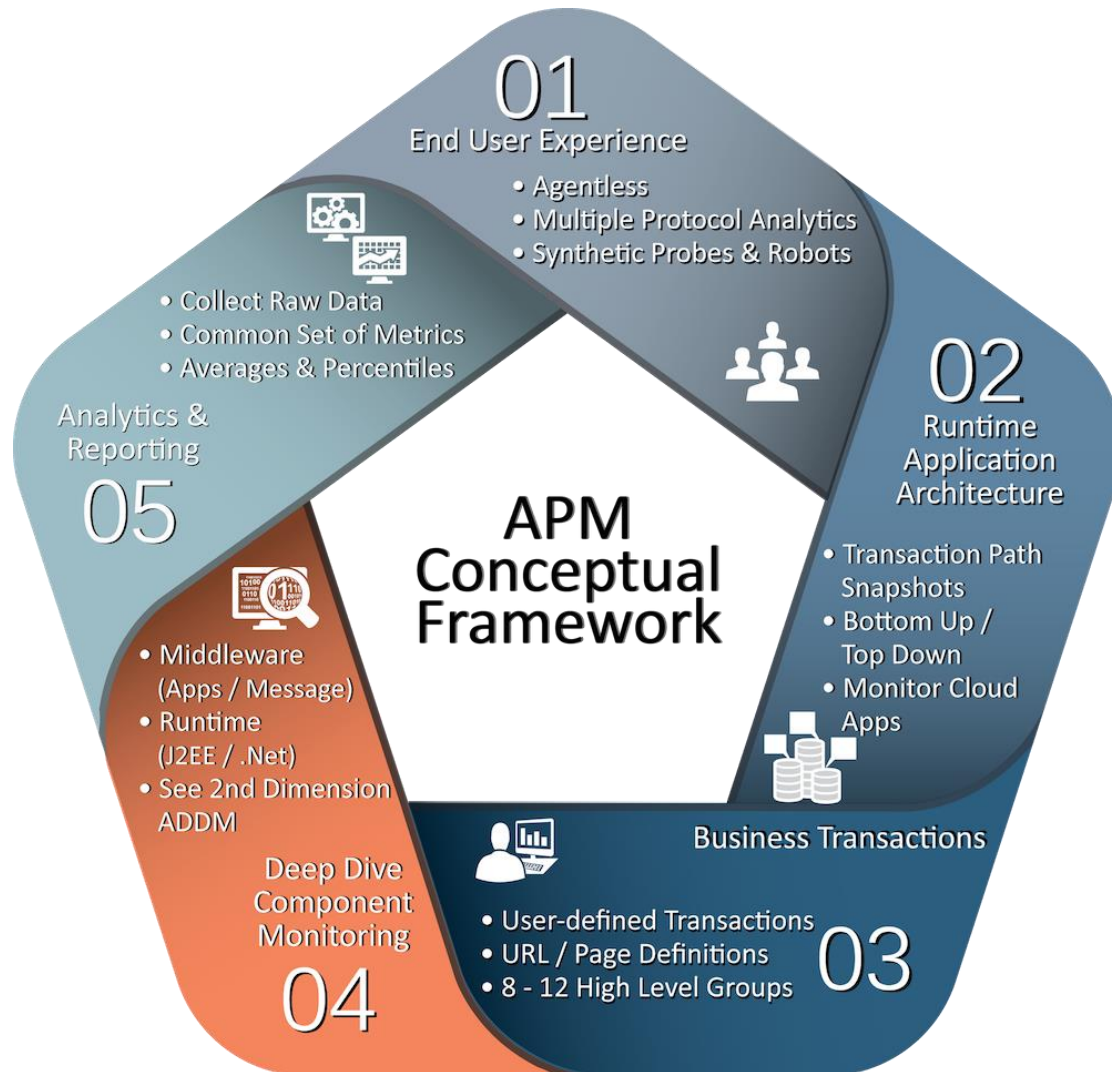 01
End User Experience
• Agentless
• Multiple Protocol Analytics
• Synthetic Probes & Robots
02
Runtime
Application
Architecture
• Transaction Path
Snapshots
• Bottom Up /
Top Down
• Monitor Cloud
Apps
Business Transactions
• User-defined Transactions
• URL / Page Definitions
• 8 - 12 High Level Groups
03
• Middleware
(Apps / Message)
• Runtime
(J2EE / .Net)
• See 2nd Dimension
ADDM
Deep Dive
Component
Monitoring
04
• Collect Raw Data
• Common Set of Metrics
• Averages & Percentiles
Analytics &
Reporting
05
APM
Conceptual
Framework